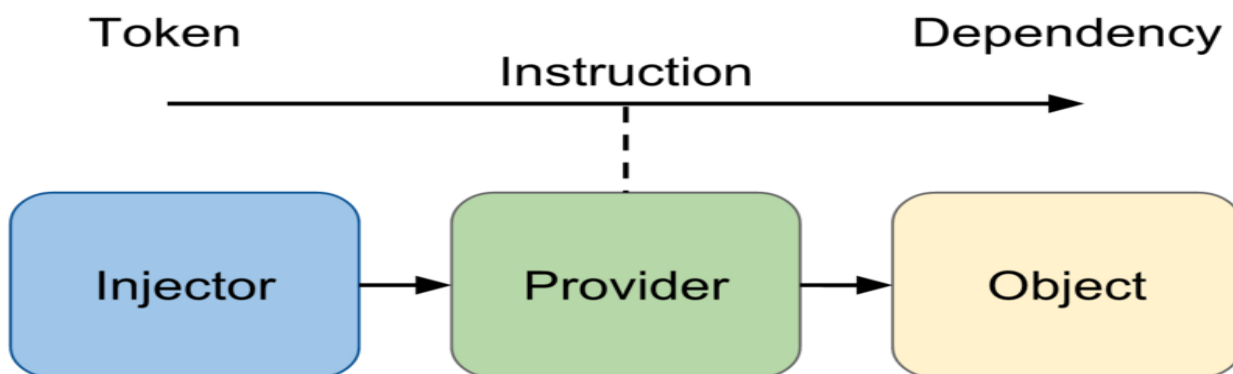 Token
Dependency
Instruction
Injector
Provider
Object